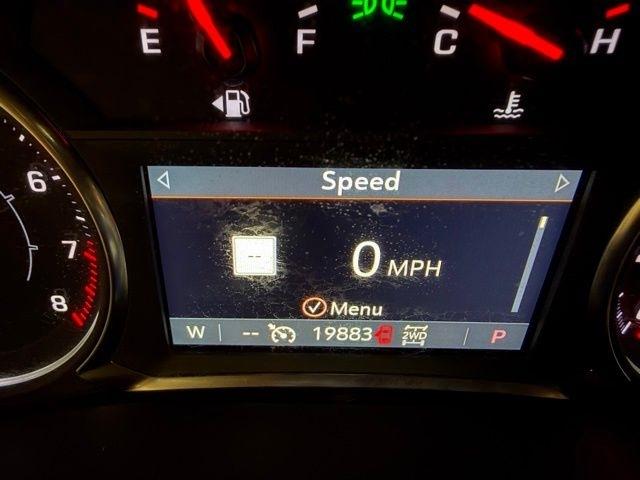 E F C H
Speed
6
7
8
--
0 MPH
Menu
W -- 19883 2WD P